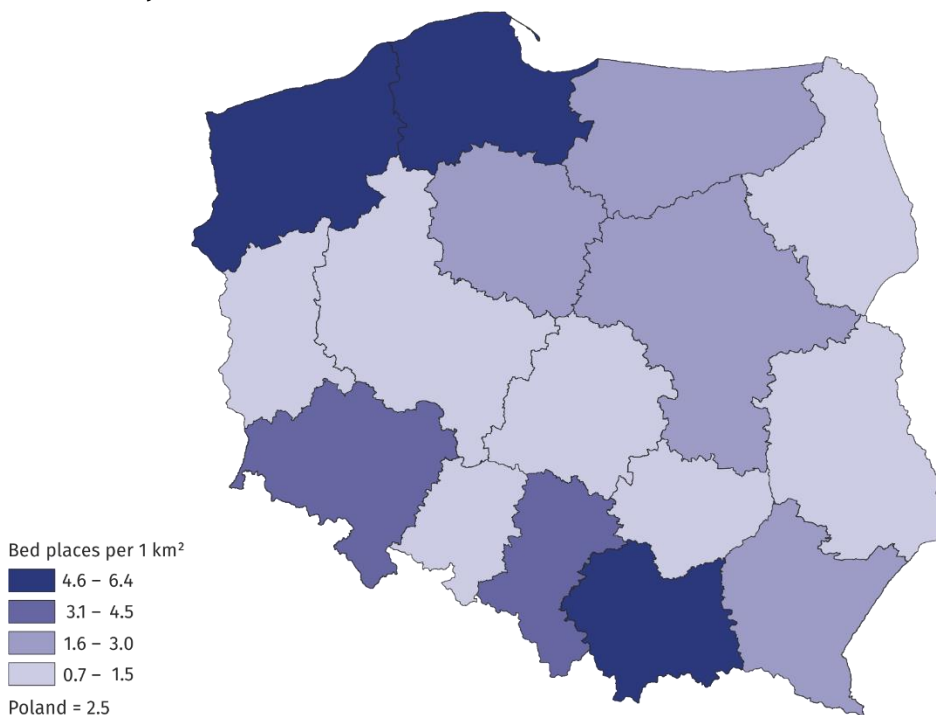 Bed places per 1 km²
4.6 – 6.4
3.1 – 4.5
1.6 – 3.0
0.7 – 1.5
Poland = 2.5